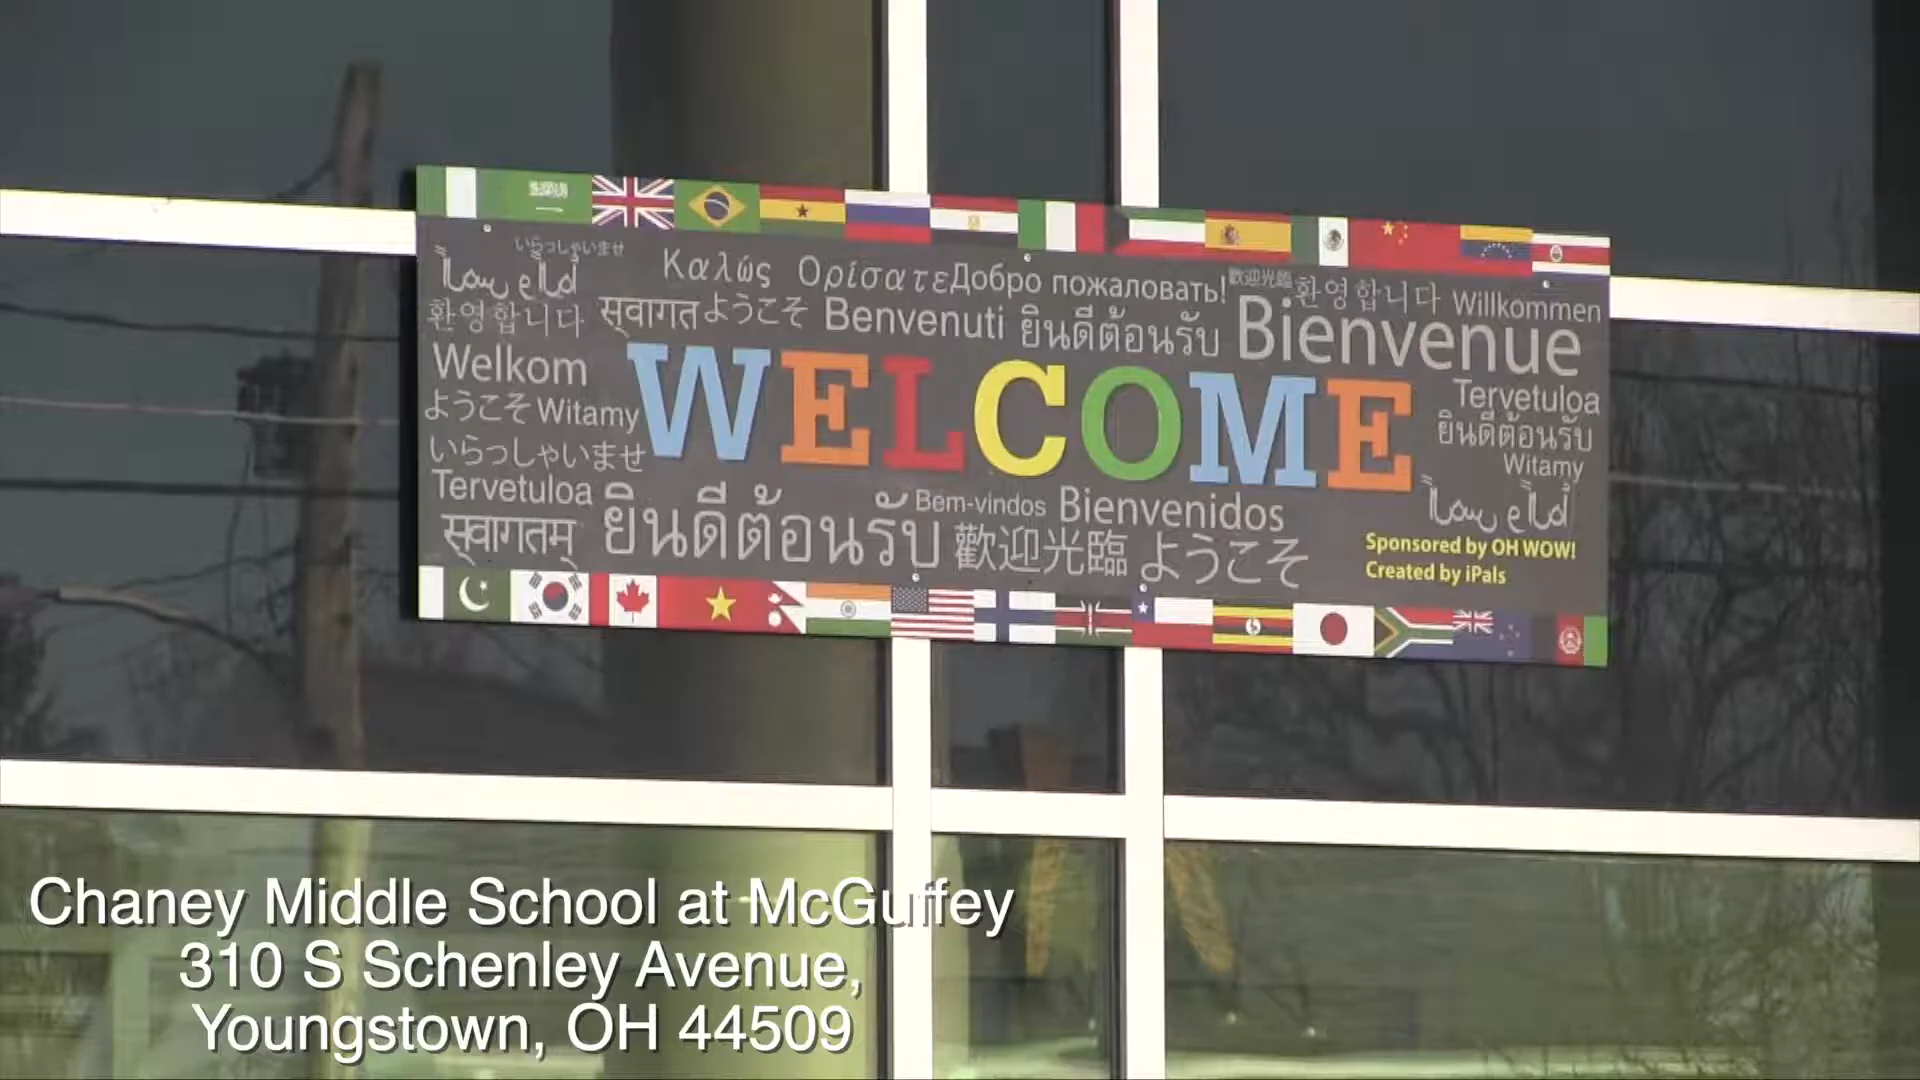 いらっしゃいませ
Καλώς Ορίσατε
Добро пожаловать!
歡迎光臨
환영합니다
Willkommen
환영합니다
स्वागत
ようこそ
Benvenuti
ยินดีต้อนรับ
Bienvenue
Welkom
WELCOME
Tervetuloa
ようこそ
Witamy
ยินดีต้อนรับ
いらっしゃいませ
Witamy
Tervetuloa
Bem-vindos
Bienvenidos
स्वागतम्
ยินดีต้อนรับ
歡迎光臨
ようこそ
Sponsored by OH WOW!
Created by iPals
Chaney Middle School at McGuffey
310 S Schenley Avenue,
Youngstown, OH 44509